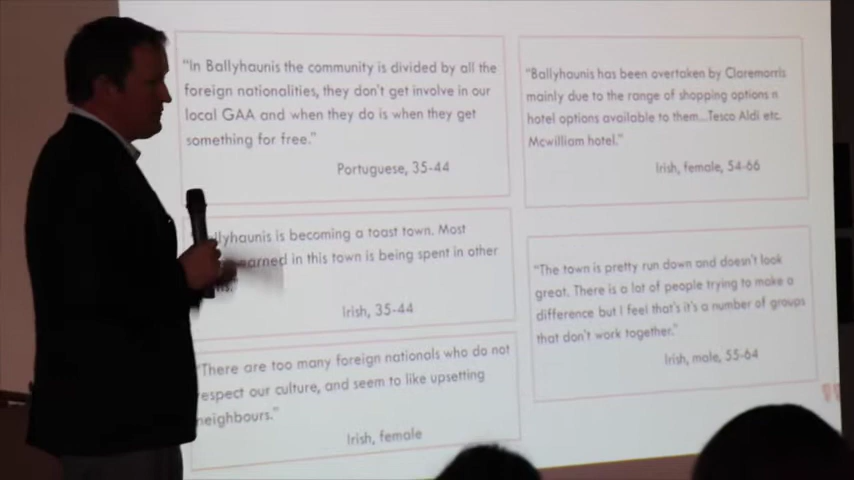 “In Ballyhaunis the community is divided by all the
foreign nationalities, they don’t get involve in our
local GAA and when they do is when they get
something for free.”
Portuguese, 35-44
lyhaunis is becoming a toast town. Most
earned in this town is being spent in other
Irish, 35-44
“There are too many foreign nationals who do not
respect our culture, and seem to like upsetting
neighbours.”
Irish, female
“Ballyhaunis has been overtaken by Claremorris
mainly due to the range of shopping options n
hotel options available to them...Tesco Aldi etc.
Mcwilliam hotel.”
Irish, female, 54-66
“The town is pretty run down and doesn’t look
great. There is a lot of people trying to make a
difference but I feel that’s it’s a number of groups
that don’t work together.”
Irish, male, 55-64